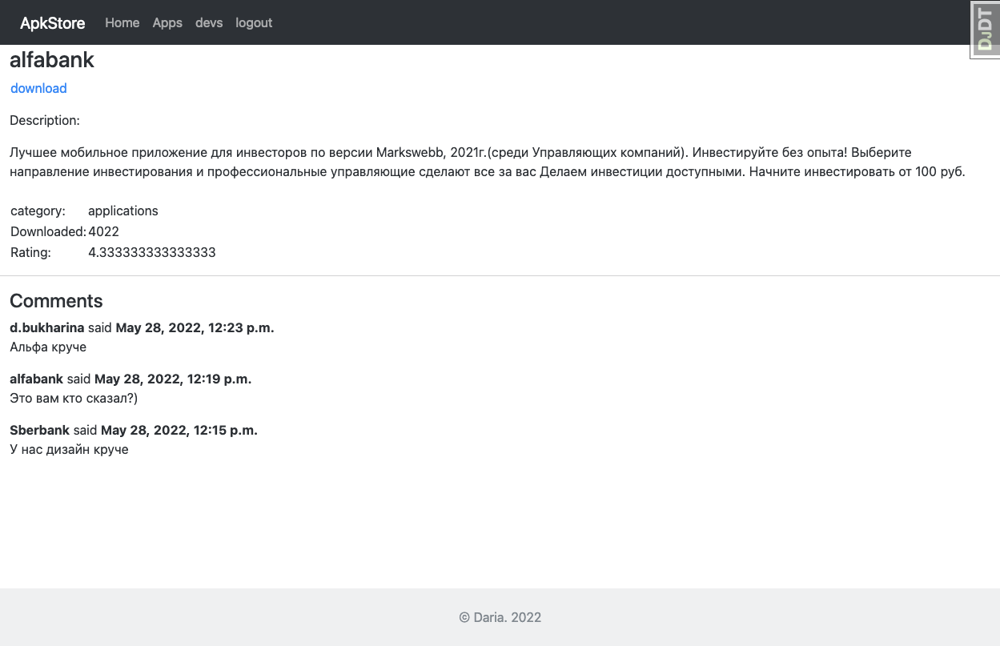 ApkStore Home Apps devs logout
DJDT
alfabank
download
Description:
Лучшее мобильное приложение для инвесторов по версии Markswebb, 2021г.(среди Управляющих компаний). Инвестируйте без опыта! Выберите
направление инвестирования и профессиональные управляющие сделают все за вас Делаем инвестиции доступными. Начните инвестировать от 100 руб.
category: applications
Downloaded: 4022
Rating: 4.333333333333333
Comments
d.bukharina said May 28, 2022, 12:23 p.m.
Альфа круче
alfabank said May 28, 2022, 12:19 p.m.
Это вам кто сказал?)
Sberbank said May 28, 2022, 12:15 p.m.
У нас дизайн круче
© Daria. 2022